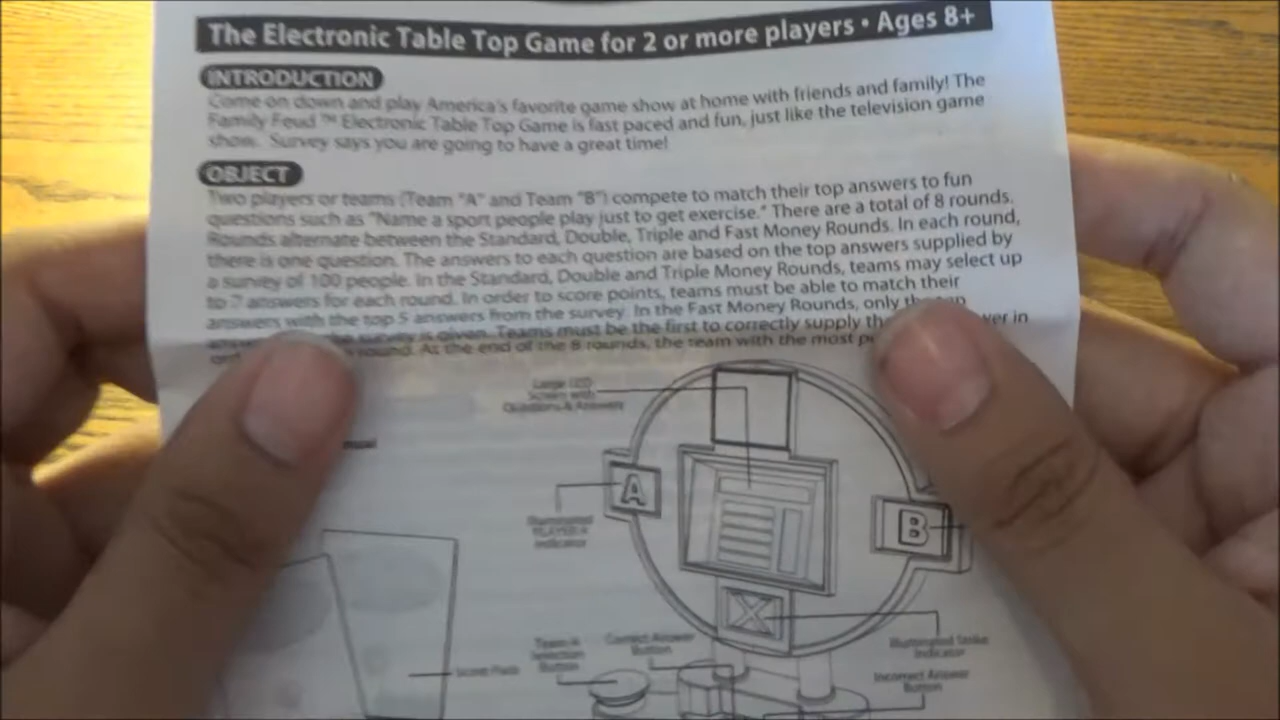 The Electronic Table Top Game for 2 or more players • Ages 8+
INTRODUCTION
Come on down and play America's favorite game show at home with friends and family! The
Family Feud ™ Electronic Table Top Game is fast paced and fun, just like the television game
show. Survey says you are going to have a great time!
OBJECT
Two players or teams (Team "A" and Team "B") compete to match their top answers to fun
questions such as "Name a sport people play just to get exercise." There are a total of 8 rounds.
Rounds alternate between the Standard, Double, Triple and Fast Money Rounds. In each round,
there is one question. The answers to each question are based on the top answers supplied by
a survey of 100 people. In the Standard, Double and Triple Money Rounds, teams may select up
to 7 answers for each round. In order to score points, teams must be able to match their
answers with the top 5 answers from the survey. In the Fast Money Rounds, only
survey is given. Teams must be the first to correctly supply in
round. At the end of the 8 rounds, the team with the most
Large LCD
Screen with
Questions & Answers
A
Illuminated
PLAYER A
Indicator
B
X
Illuminated Strike
Indicator
Team A
Selection
Button
Correct Answer
Button
Score Pads
Incorrect Answer
Button